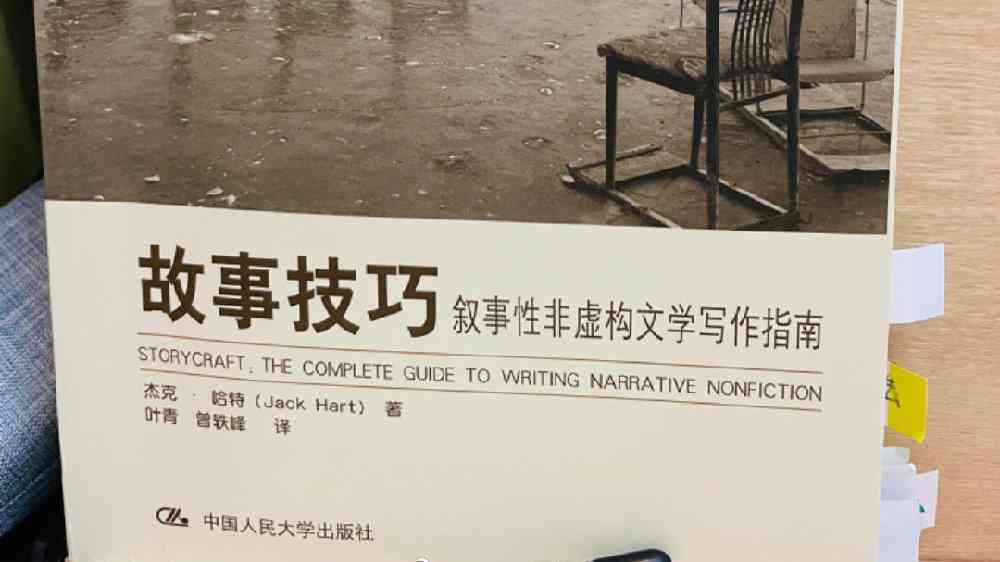 故事技巧 叙事性非虚构文学写作指南
STORYCRAFT: THE COMPLETE GUIDE TO WRITING NARRATIVE NONFICTION
杰克 · 哈特 (Jack Hart) 著
叶青 曾轶峰 译
中国人民大学出版社